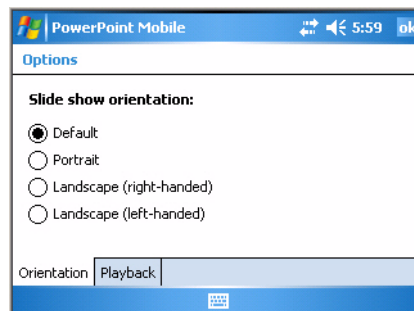 PowerPoint Mobile 5:59 ok
Options
Slide show orientation:
Default
Portrait
Landscape (right-handed)
Landscape (left-handed)
Orientation Playback